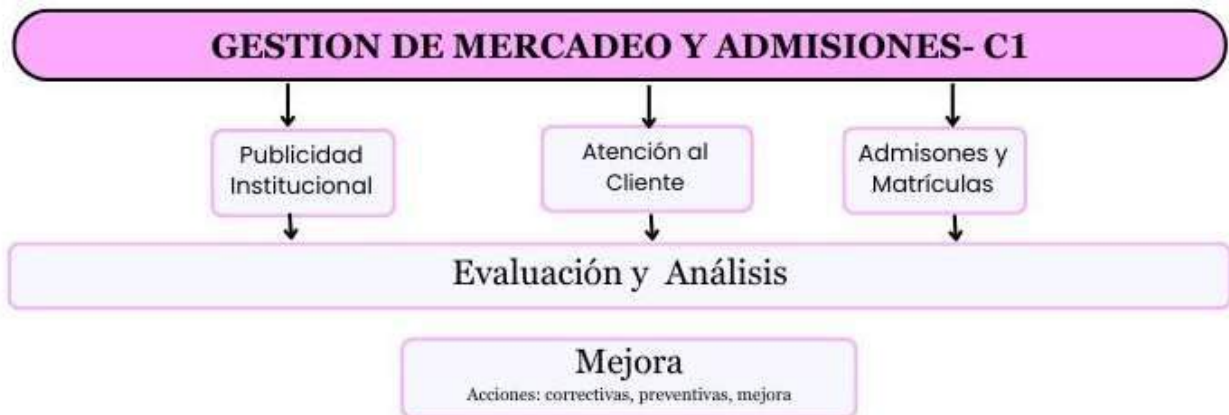 GESTION DE MERCADEO Y ADMISIONES- C1
Publicidad
Institucional
Atención al
Cliente
Admisones y
Matrículas
Evaluación y Análisis
Mejora
Acciones: correctivas, preventivas, mejora